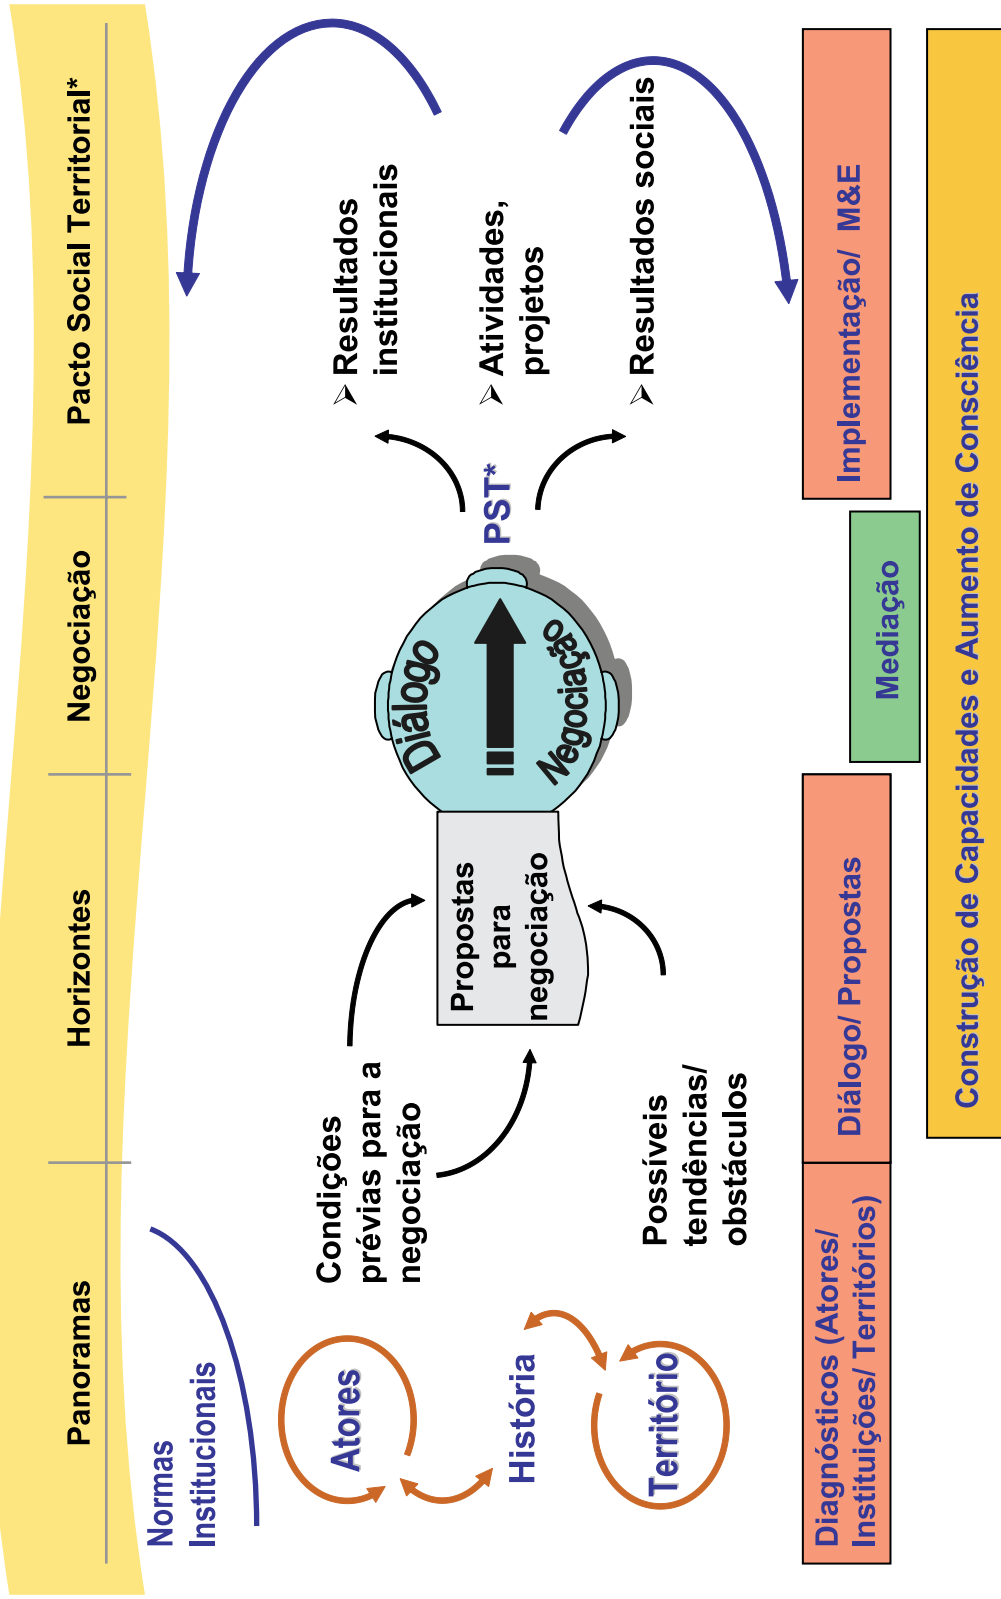 Panoramas
Horizontes
Negociação
Pacto Social Territorial*
Normas
Institucionais
Atores
História
Território
Condições
prévias para a
negociação
Possíveis
tendências/
obstáculos
Propostas
para
negociação
Diálogo
Negociação
PST*
➢ Resultados
institucionais
➢ Atividades,
projetos
➢ Resultados sociais
Diagnósticos (Atores/
Instituições/ Territórios)
Diálogo/ Propostas
Mediação
Implementação/ M&E
Construção de Capacidades e Aumento de Consciência